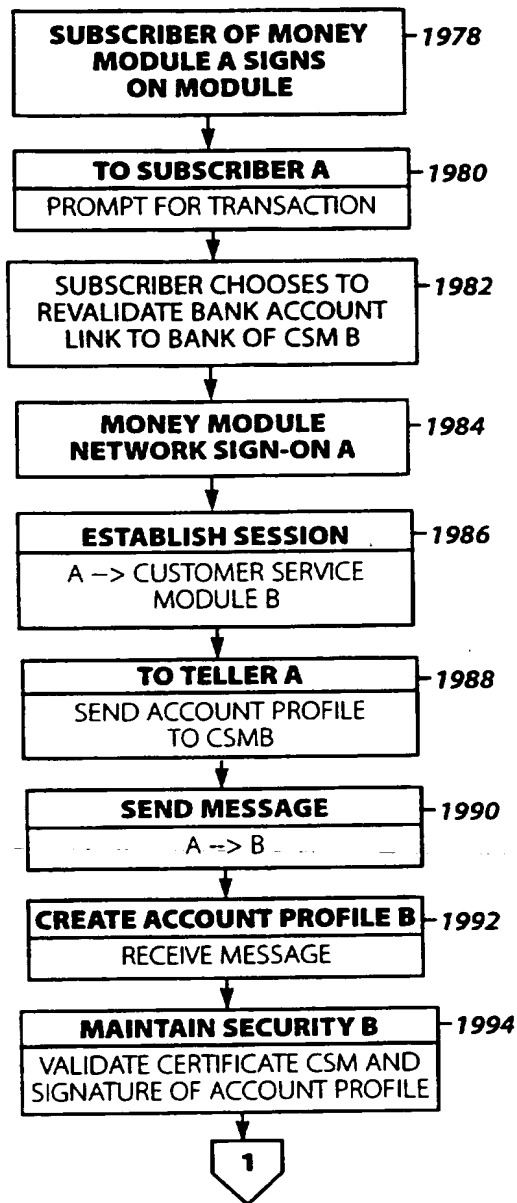 SUBSCRIBER OF MONEY
MODULE A SIGNS
ON MODULE
1978
TO SUBSCRIBER A
1980
PROMPT FOR TRANSACTION
SUBSCRIBER CHOOSES TO
REVALIDATE BANK ACCOUNT
LINK TO BANK OF CSM B
1982
MONEY MODULE
NETWORK SIGN-ON A
1984
ESTABLISH SESSION
1986
A –> CUSTOMER SERVICE
MODULE B
TO TELLER A
1988
SEND ACCOUNT PROFILE
TO CSMB
SEND MESSAGE
1990
A --> B
CREATE ACCOUNT PROFILE B
1992
RECEIVE MESSAGE
MAINTAIN SECURITY B
1994
VALIDATE CERTIFICATE CSM AND
SIGNATURE OF ACCOUNT PROFILE
1